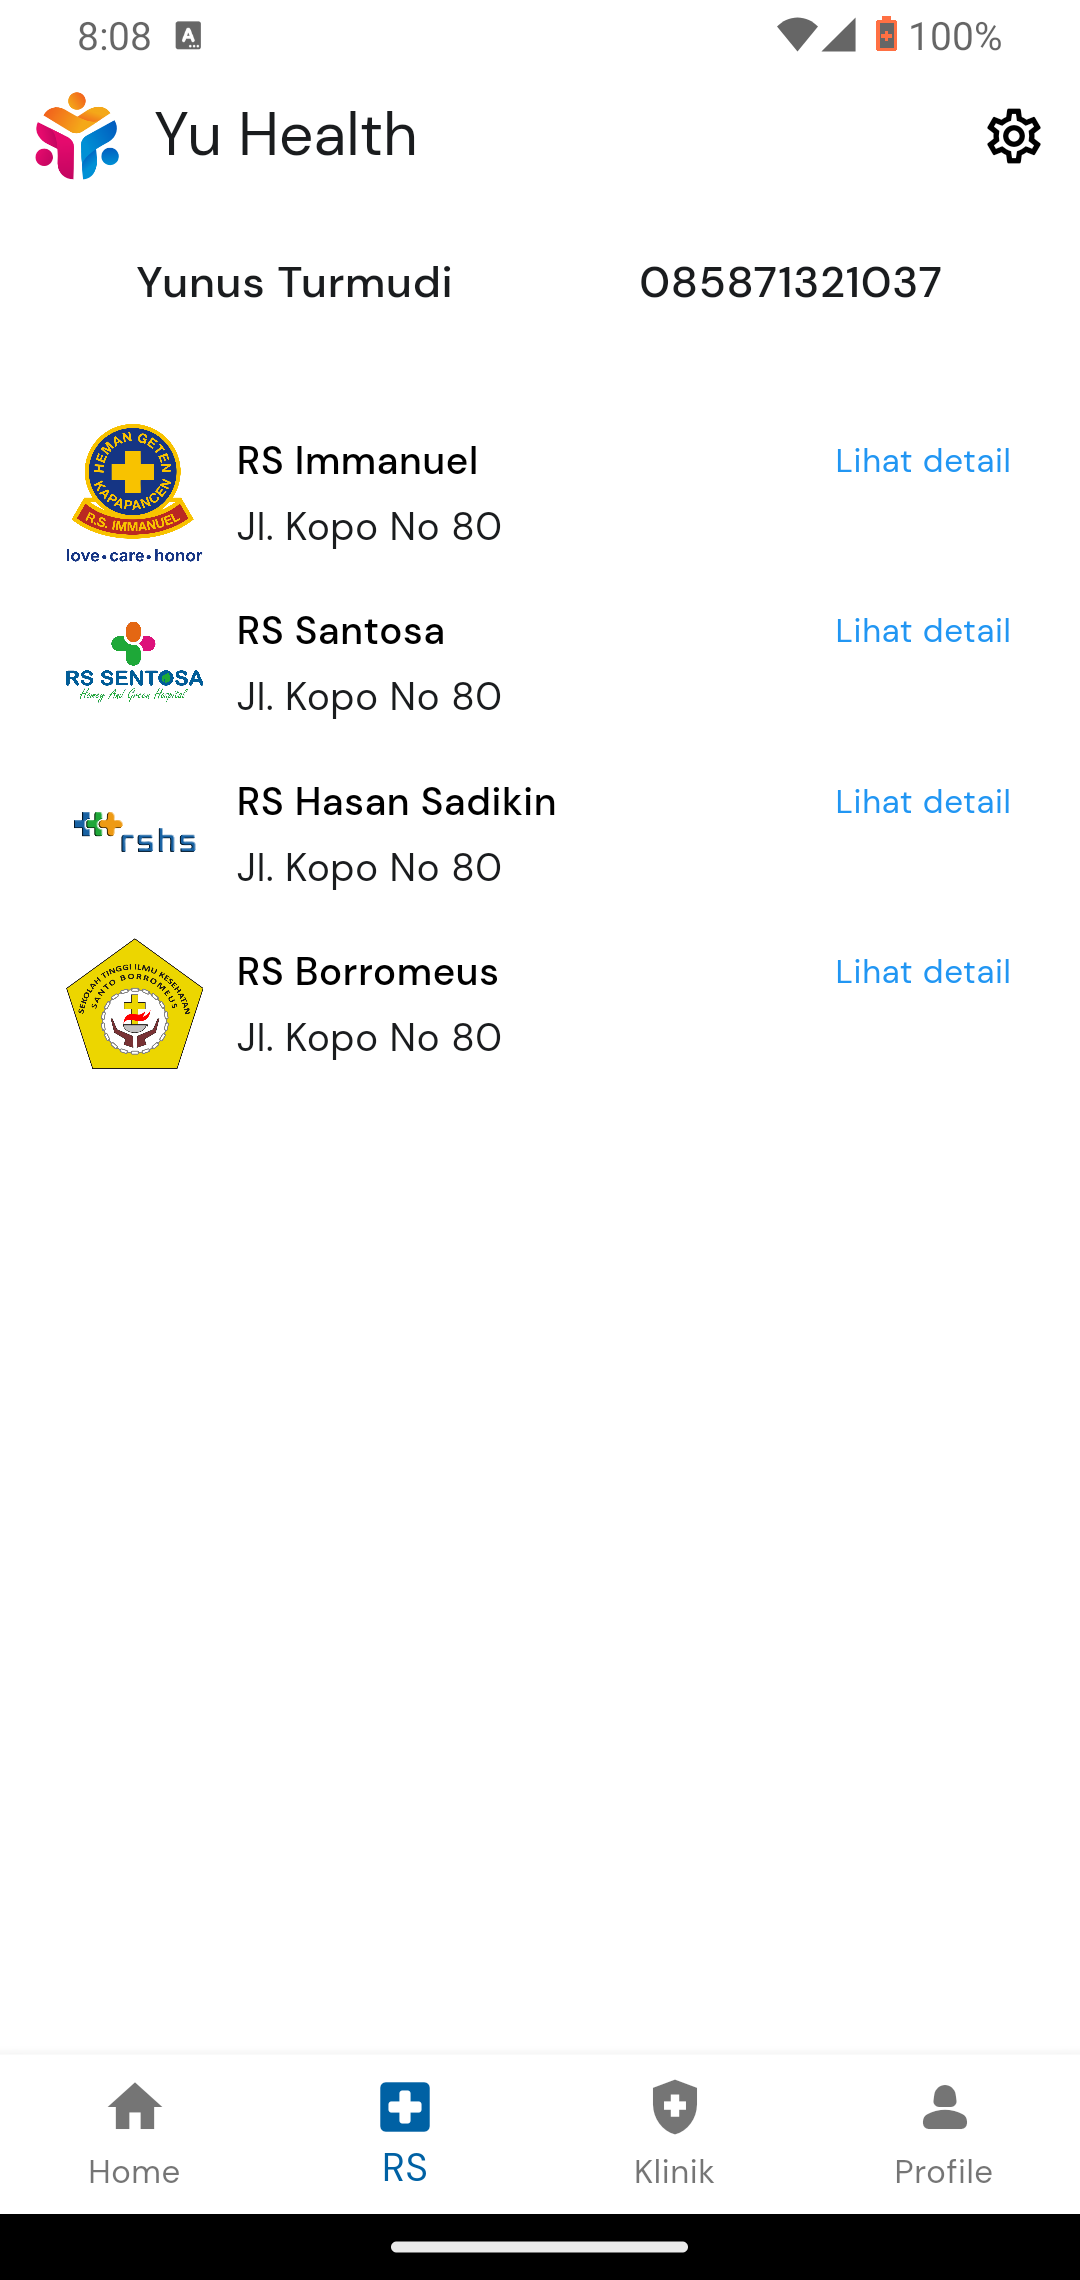 8:08 A 100%
Yu Health
Yunus Turmudi 085871321037
HEMAN GETEN
KAPAPANCEN
R.S. IMMANUEL
love•care•honor
RS Immanuel Lihat detail
Jl. Kopo No 80
RS SENTOSA
Homey And Green Hospital
RS Santosa Lihat detail
Jl. Kopo No 80
rshs
RS Hasan Sadikin Lihat detail
Jl. Kopo No 80
SEKOLAH TINGGI ILMU KESEHATAN
SANTO BORROMEUS
RS Borromeus Lihat detail
Jl. Kopo No 80
Home RS Klinik Profile